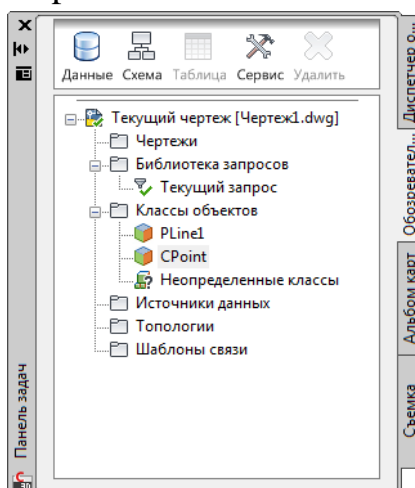 Данные Схема Таблица Сервис Удалить
Текущий чертеж [Чертеж1.dwg]
Чертежи
Библиотека запросов
Текущий запрос
Классы объектов
PLine1
CPoint
Неопределенные классы
Источники данных
Топологии
Шаблоны связи
Панель задач
Диспетчер о...
Обозревател...
Альбом карт
Съемка